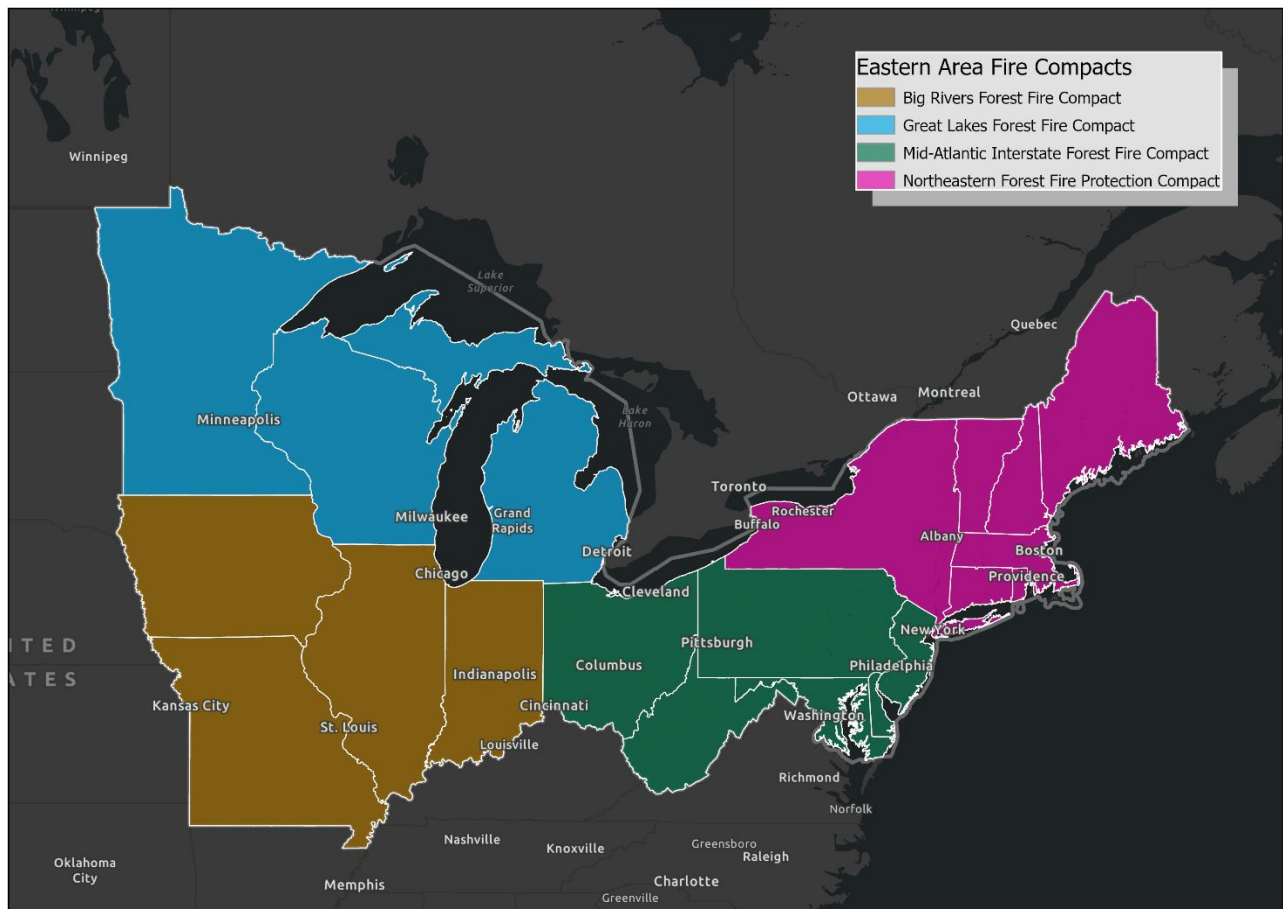 Winnipeg
Eastern Area Fire Compacts
Big Rivers Forest Fire Compact
Great Lakes Forest Fire Compact
Mid-Atlantic Interstate Forest Fire Compact
Northeastern Forest Fire Protection Compact
Winnipeg
Lake
Superior
Quebec
Ottawa
Montreal
Minneapolis
Lake
Huron
Toronto
Milwaukee
Grand
Rapids
Rochester
Buffalo
Albany
Boston
Detroit
Chicago
Providence
Cleveland
New York
ITED
ATES
Pittsburgh
Columbus
Philadelphia
Indianapolis
Kansas City
Cincinnati
Washington
St. Louis
Louisville
Richmond
Norfolk
Nashville
Knoxville
Greensboro
Raleigh
Oklahoma
City
Memphis
Charlotte
Greenville